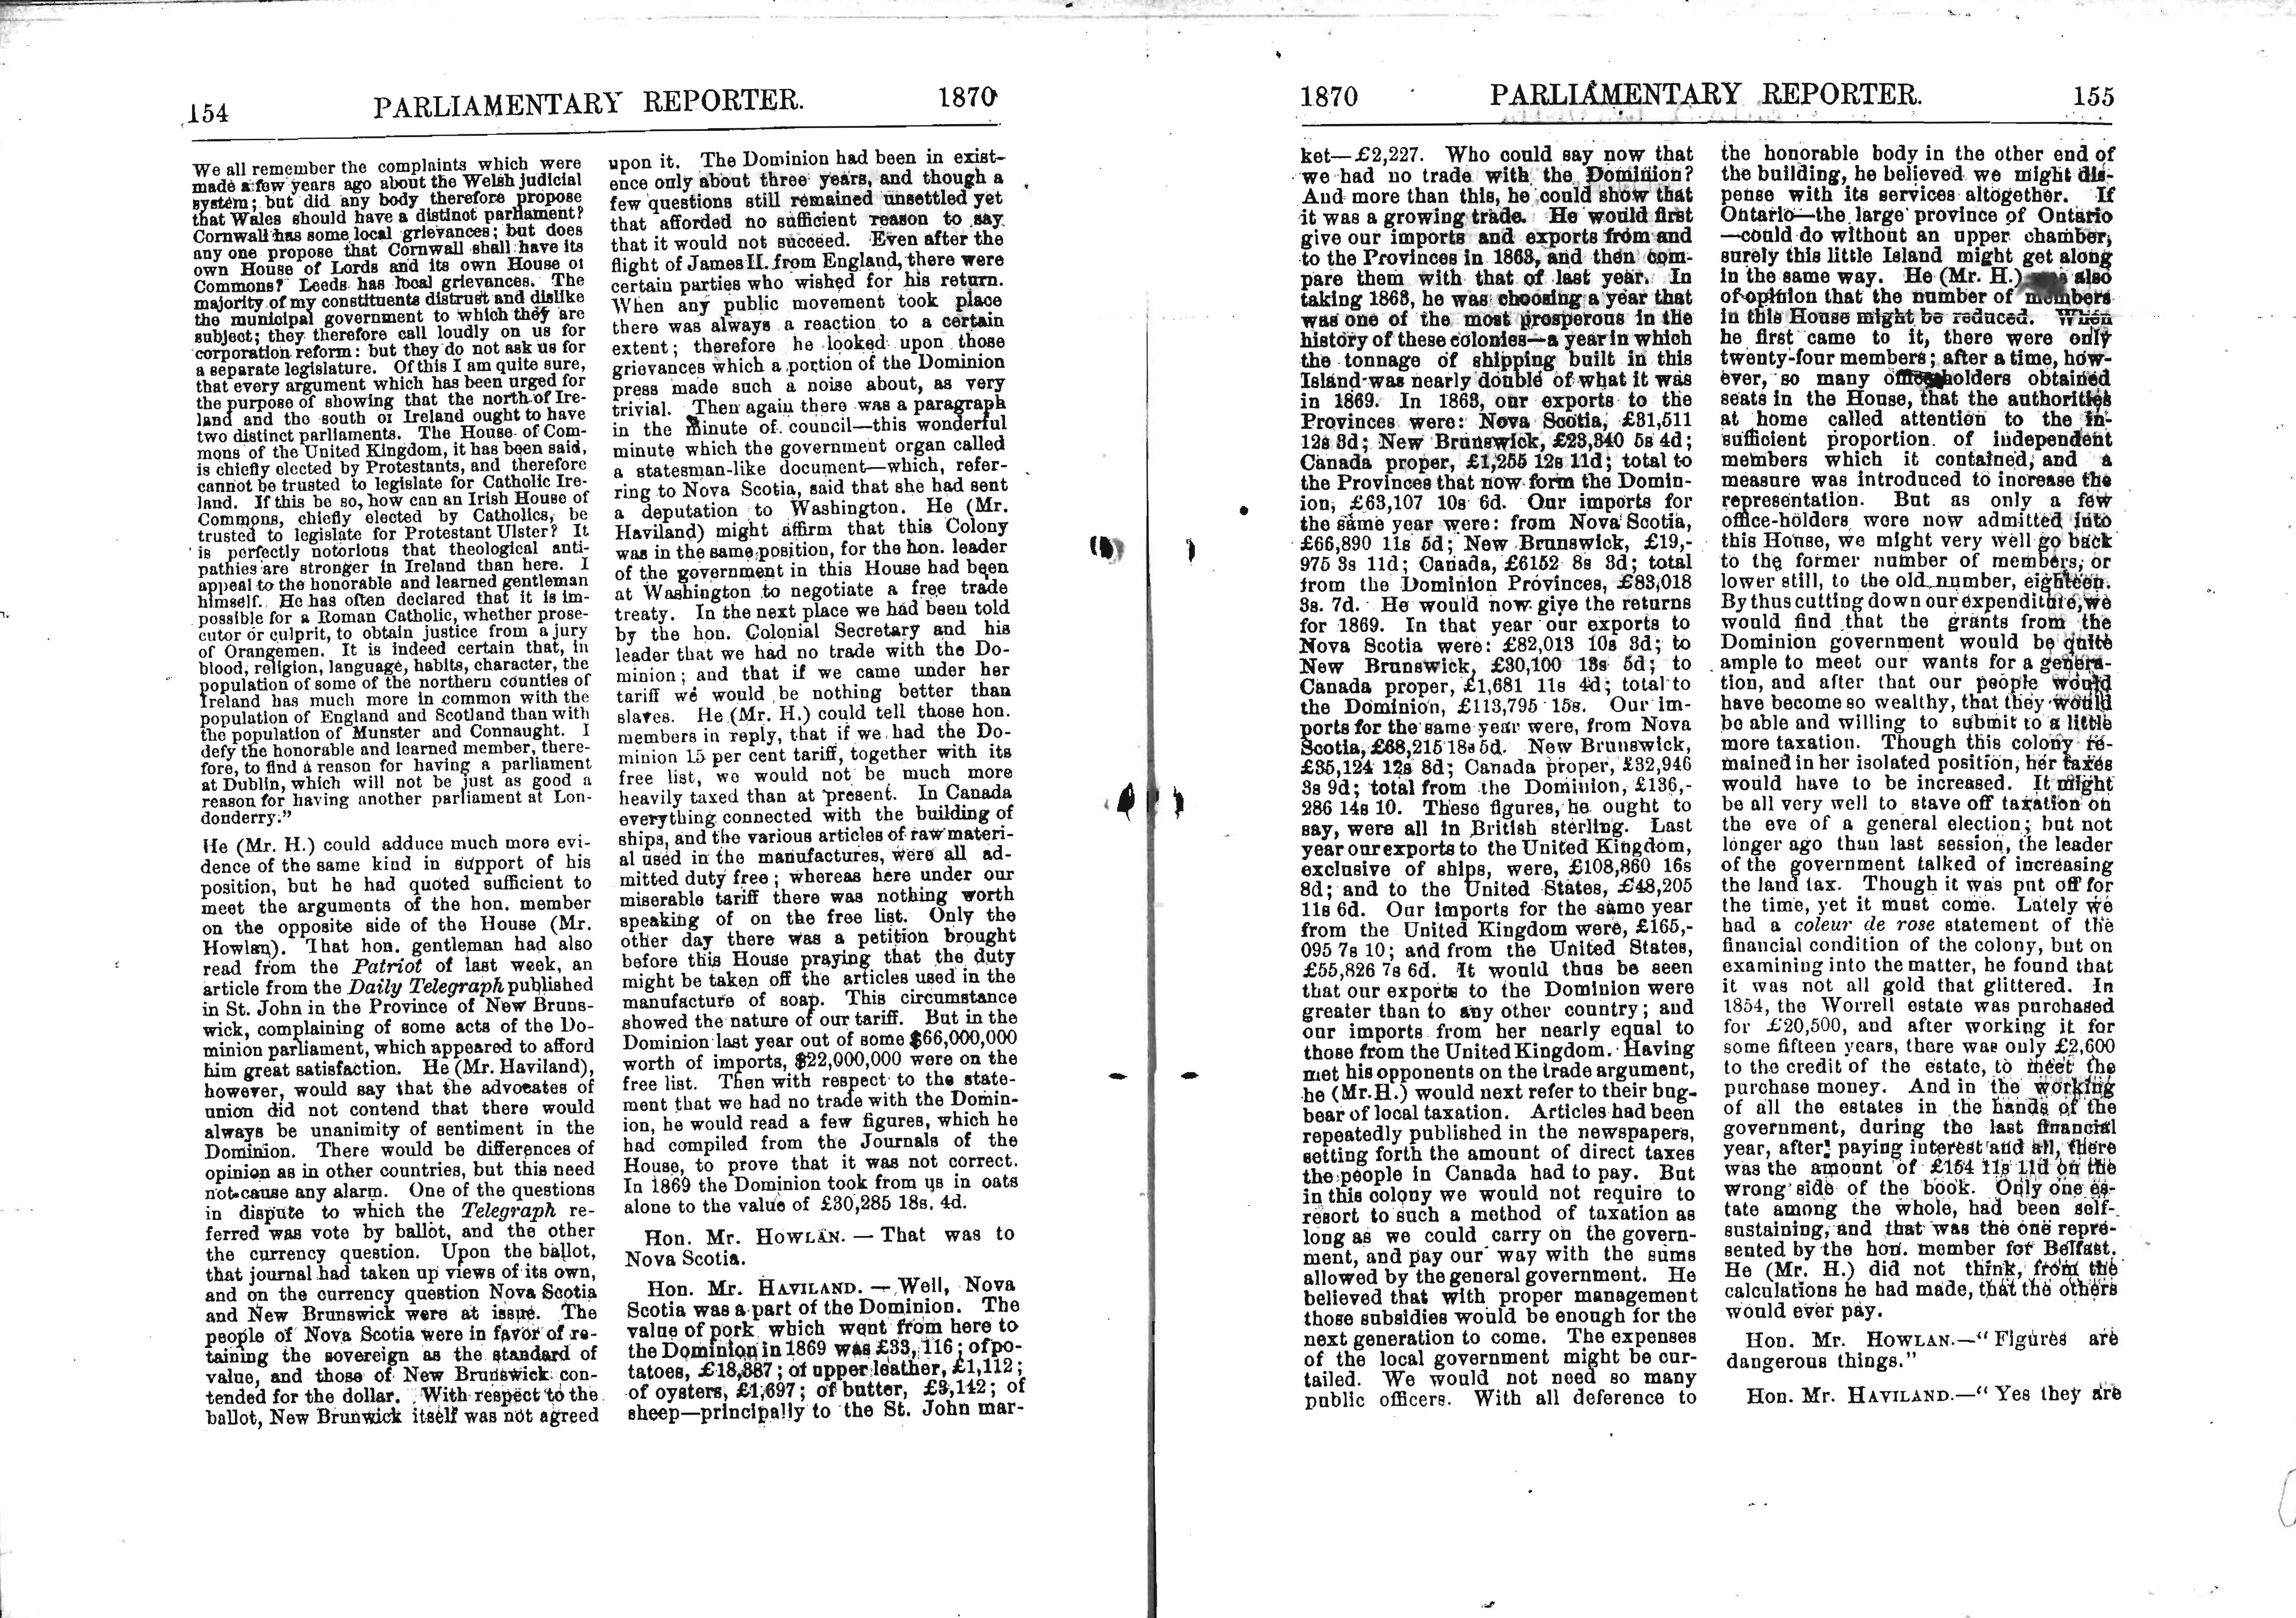 154 PARLIAMENTARY REPORTER. 1870
We all remember the complaints which were
made a few years ago about the Welsh judicial
system; but did any body therefore propose
that Wales should have a distinct parliament?
Cornwall has some local grievances; but does
any one propose that Cornwall shall have its
own House of Lords and its own House of
Commons? Leeds has local grievances. The
majority of my constituents distrust and dislike
the municipal government to which they are
subject; they therefore call loudly on us for
corporation reform: but they do not ask us for
a separate legislature. Of this I am quite sure,
that every argument which has been urged for
the purpose of showing that the north of Ire-
land and the south of Ireland ought to have
two distinct parliaments. The House of Com-
mons of the United Kingdom, it has been said,
is chiefly elected by Protestants, and therefore
cannot be trusted to legislate for Catholic Ire-
land. If this be so, how can an Irish House of
Commons, chiefly elected by Catholics, be
trusted to legislate for Protestant Ulster? It
is perfectly notorious that theological anti-
pathies are stronger in Ireland than here. I
appeal to the honorable and learned gentleman
himself. He has often declared that it is im-
possible for a Roman Catholic, whether prose-
cutor or culprit, to obtain justice from a jury
of Orangemen. It is indeed certain that, in
blood, religion, language, habits, character, the
population of some of the northern counties of
Ireland has much more in common with the
population of England and Scotland than with
the population of Munster and Connaught. I
defy the honorable and learned member, there-
fore, to find a reason for having a parliament
at Dublin, which will not be just as good a
reason for having another parliament at Lon-
donderry."
He (Mr. H.) could adduce much more evi-
dence of the same kind in support of his
position, but he had quoted sufficient to
meet the arguments of the hon. member
on the opposite side of the House (Mr.
Howlan). That hon. gentleman had also
read from the Patriot of last week, an
article from the Daily Telegraph published
in St. John in the Province of New Bruns-
wick, complaining of some acts of the Do-
minion parliament, which appeared to afford
him great satisfaction. He (Mr. Haviland),
however, would say that the advocates of
union did not contend that there would
always be unanimity of sentiment in the
Dominion. There would be differences of
opinion as in other countries, but this need
not cause any alarm. One of the questions
in dispute to which the Telegraph re-
ferred was vote by ballot, and the other
the currency question. Upon the ballot,
that journal had taken up views of its own,
and on the currency question Nova Scotia
and New Brunswick were at issue. The
people of Nova Scotia were in favor of re-
taining the sovereign as the standard of
value, and those of New Brunswick con-
tended for the dollar. With respect to the
ballot, New Brunwick itself was not agreed
upon it. The Dominion had been in exist-
ence only about three years, and though a
few questions still remained unsettled yet
that afforded no sufficient reason to say
that it would not succeed. Even after the
flight of James II. from England, there were
certain parties who wished for his return.
When any public movement took place
there was always a reaction to a certain
extent; therefore he looked upon those
grievances which a portion of the Dominion
press made such a noise about, as very
trivial. Then again there was a paragraph
in the minute of council—this wonderful
minute which the government organ called
a statesman-like document—which, refer-
ring to Nova Scotia, said that she had sent
a deputation to Washington. He (Mr.
Haviland) might affirm that this Colony
was in the same position, for the hon. leader
of the government in this House had been
at Washington to negotiate a free trade
treaty. In the next place we had been told
by the hon. Colonial Secretary and his
leader that we had no trade with the Do-
minion; and that if we came under her
tariff we would be nothing better than
slaves. He (Mr. H.) could tell those hon.
members in reply, that if we had the Do-
minion 15 per cent tariff, together with its
free list, we would not be much more
heavily taxed than at present. In Canada
everything connected with the building of
ships, and the various articles of raw materi-
al used in the manufactures, were all ad-
mitted duty free; whereas here under our
miserable tariff there was nothing worth
speaking of on the free list. Only the
other day there was a petition brought
before this House praying that the duty
might be taken off the articles used in the
manufacture of soap. This circumstance
showed the nature of our tariff. But in the
Dominion last year out of some $66,000,000
worth of imports, $22,000,000 were on the
free list. Then with respect to the state-
ment that we had no trade with the Domin-
ion, he would read a few figures, which he
had compiled from the Journals of the
House, to prove that it was not correct.
In 1869 the Dominion took from us in oats
alone to the value of £30,285 18s. 4d.
Hon. Mr. HOWLAN. — That was to
Nova Scotia.
Hon. Mr. HAVILAND. — Well, Nova
Scotia was a part of the Dominion. The
value of pork which went from here to
the Dominion in 1869 was £33,116; of po-
tatoes, £18,887; of upper leather, £1,112;
of oysters, £1,697; of butter, £3,142; of
sheep—principally to the St. John mar-
1870 PARLIAMENTARY REPORTER. 155
ket—£2,227. Who could say now that
we had no trade with the Dominion?
And more than this, he could show that
it was a growing trade. He would first
give our imports and exports from and
to the Provinces in 1863, and then com-
pare them with that of last year. In
taking 1863, he was choosing a year that
was one of the most prosperous in the
history of these colonies—a year in which
the tonnage of shipping built in this
Island was nearly double of what it was
in 1869. In 1863, our exports to the
Provinces were: Nova Scotia, £31,511
12s 3d; New Brunswick, £23,340 5s 4d;
Canada proper, £1,255 12s 11d; total to
the Provinces that now form the Domin-
ion, £63,107 10s 6d. Our imports for
the same year were: from Nova Scotia,
£66,890 11s 5d; New Brunswick, £19,-
975 3s 11d; Canada, £6152 8s 3d; total
from the Dominion Provinces, £83,018
3s. 7d. He would now give the returns
for 1869. In that year our exports to
Nova Scotia were: £82,013 10s 3d; to
New Brunswick, £30,100 13s 5d; to
Canada proper, £1,681 11s 4d; total to
the Dominion, £113,795 15s. Our im-
ports for the same year were, from Nova
Scotia, £68,215 18s 5d. New Brunswick,
£35,124 12s 8d; Canada proper, £32,946
3s 9d; total from the Dominion, £136,-
286 14s 10. These figures, he ought to
say, were all in British sterling. Last
year our exports to the United Kingdom,
exclusive of ships, were, £108,860 16s
8d; and to the United States, £48,205
11s 6d. Our imports for the same year
from the United Kingdom were, £165,-
095 7s 10; and from the United States,
£55,826 7s 6d. It would thus be seen
that our exports to the Dominion were
greater than to any other country; and
our imports from her nearly equal to
those from the United Kingdom. Having
met his opponents on the trade argument,
he (Mr. H.) would next refer to their bug-
bear of local taxation. Articles had been
repeatedly published in the newspapers,
setting forth the amount of direct taxes
the people in Canada had to pay. But
in this colony we would not require to
resort to such a method of taxation as
long as we could carry on the govern-
ment, and pay our way with the sums
allowed by the general government. He
believed that with proper management
those subsidies would be enough for the
next generation to come. The expenses
of the local government might be cur-
tailed. We would not need so many
public officers. With all deference to
the honorable body in the other end of
the building, he believed we might dis-
pense with its services altogether. If
Ontario—the large province of Ontario
—could do without an upper chamber,
surely this little Island might get along
in the same way. He (Mr. H.) also
of opinion that the number of members
in this House might be reduced. When
he first came to it, there were only
twenty-four members; after a time, how-
ever, so many office-holders obtained
seats in the House, that the authorities
at home called attention to the in-
sufficient proportion of independent
members which it contained, and a
measure was introduced to increase the
representation. But as only a few
office-holders were now admitted into
this House, we might very well go back
to the former number of members, or
lower still, to the old number, eighteen.
By thus cutting down our expenditure, we
would find that the grants from the
Dominion government would be quite
ample to meet our wants for a genera-
tion, and after that our people would
have become so wealthy, that they would
be able and willing to submit to a little
more taxation. Though this colony re-
mained in her isolated position, her taxes
would have to be increased. It might
be all very well to stave off taxation on
the eve of a general election; but not
longer ago than last session, the leader
of the government talked of increasing
the land tax. Though it was put off for
the time, yet it must come. Lately we
had a coleur de rose statement of the
financial condition of the colony, but on
examining into the matter, he found that
it was not all gold that glittered. In
1854, the Worrell estate was purchased
for £20,500, and after working it for
some fifteen years, there was only £2,600
to the credit of the estate, to meet the
purchase money. And in the working
of all the estates in the hands of the
government, during the last financial
year, after paying interest and all, there
was the amount of £154 11s 11d on the
wrong side of the book. Only one es-
tate among the whole, had been self-
sustaining, and that was the one repre-
sented by the hon. member for Belfast.
He (Mr. H.) did not think, from the
calculations he had made, that the others
would ever pay.
Hon. Mr. HOWLAN.—"Figures are
dangerous things."
Hon. Mr. HAVILAND.—"Yes they are